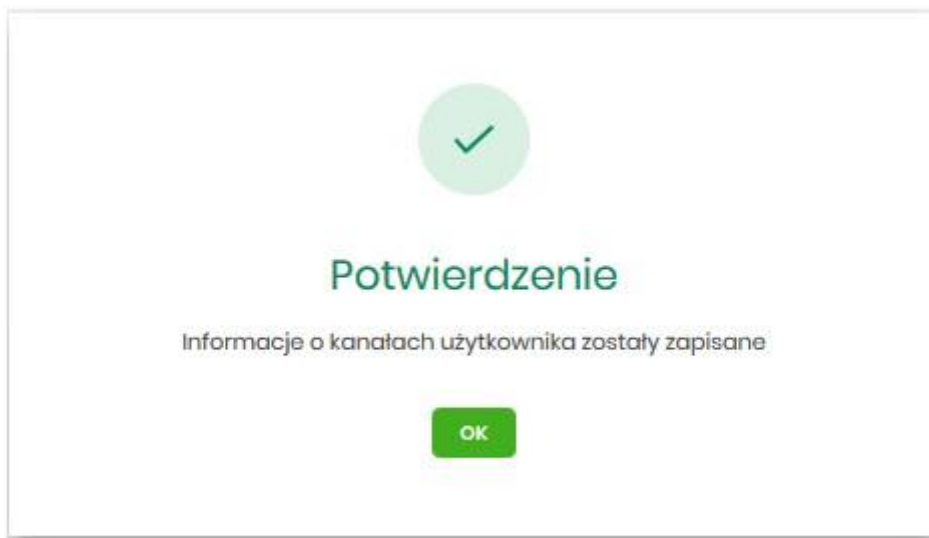 Potwierdzenie
Informacje o kanałach użytkownika zostały zapisane
OK